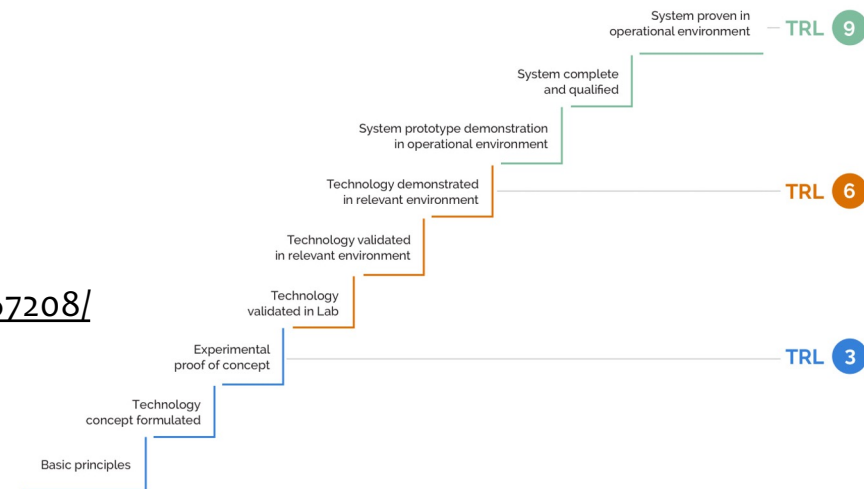 System proven in
operational environment
TRL 9
System complete
and qualified
System prototype demonstration
in operational environment
Technology demonstrated
in relevant environment
TRL 6
Technology validated
in relevant environment
Technology
validated in Lab
7208/
Experimental
proof of concept
TRL 3
Technology
concept formulated
Basic principles